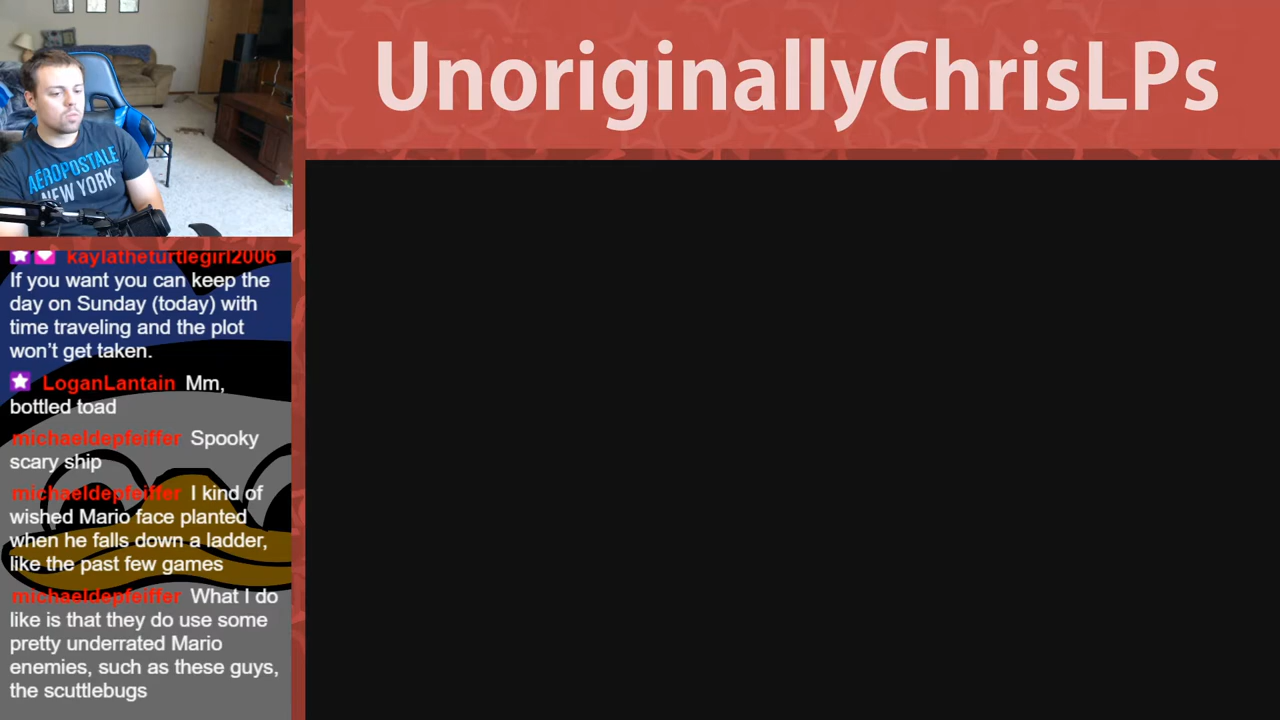 UnoriginallyChrisLPs
AÉROPOSTALE
NEW YORK
kaylatheturtlegirl2006
If you want you can keep the
day on Sunday (today) with
time traveling and the plot
won't get taken.
LoganLantain Mm,
bottled toad
michaeldepfeiffer Spooky
scary ship
michaeldepfeiffer I kind of
wished Mario face planted
when he falls down a ladder,
like the past few games
michaeldepfeiffer What I do
like is that they do use some
pretty underrated Mario
enemies, such as these guys,
the scuttlebugs